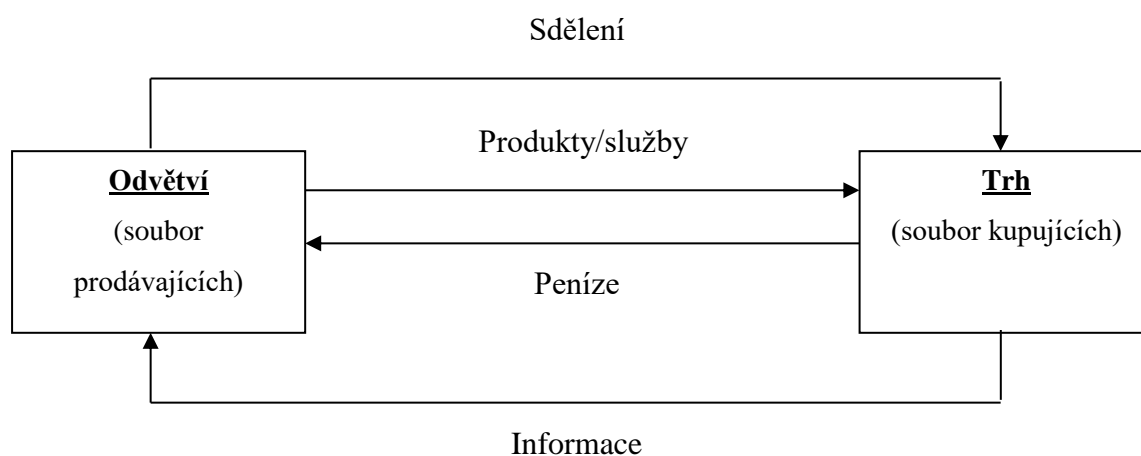 Sdělení
Produkty/služby
Odvětví
(soubor
prodávajících)
Trh
(soubor kupujících)
Peníze
Informace